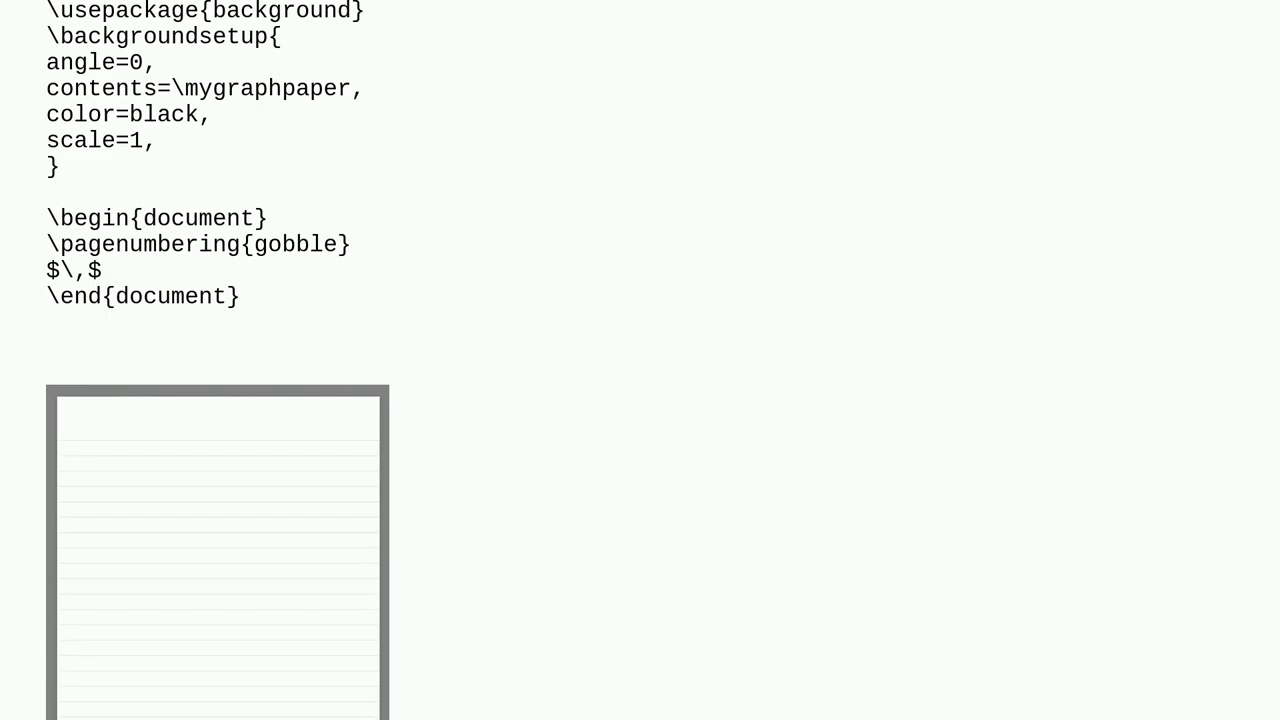 \usepackage{background}
\backgroundsetup{
angle=0,
contents=\mygraphpaper,
color=black,
scale=1,
}

\begin{document}
\pagenumbering{gobble}
$\,$
\end{document}